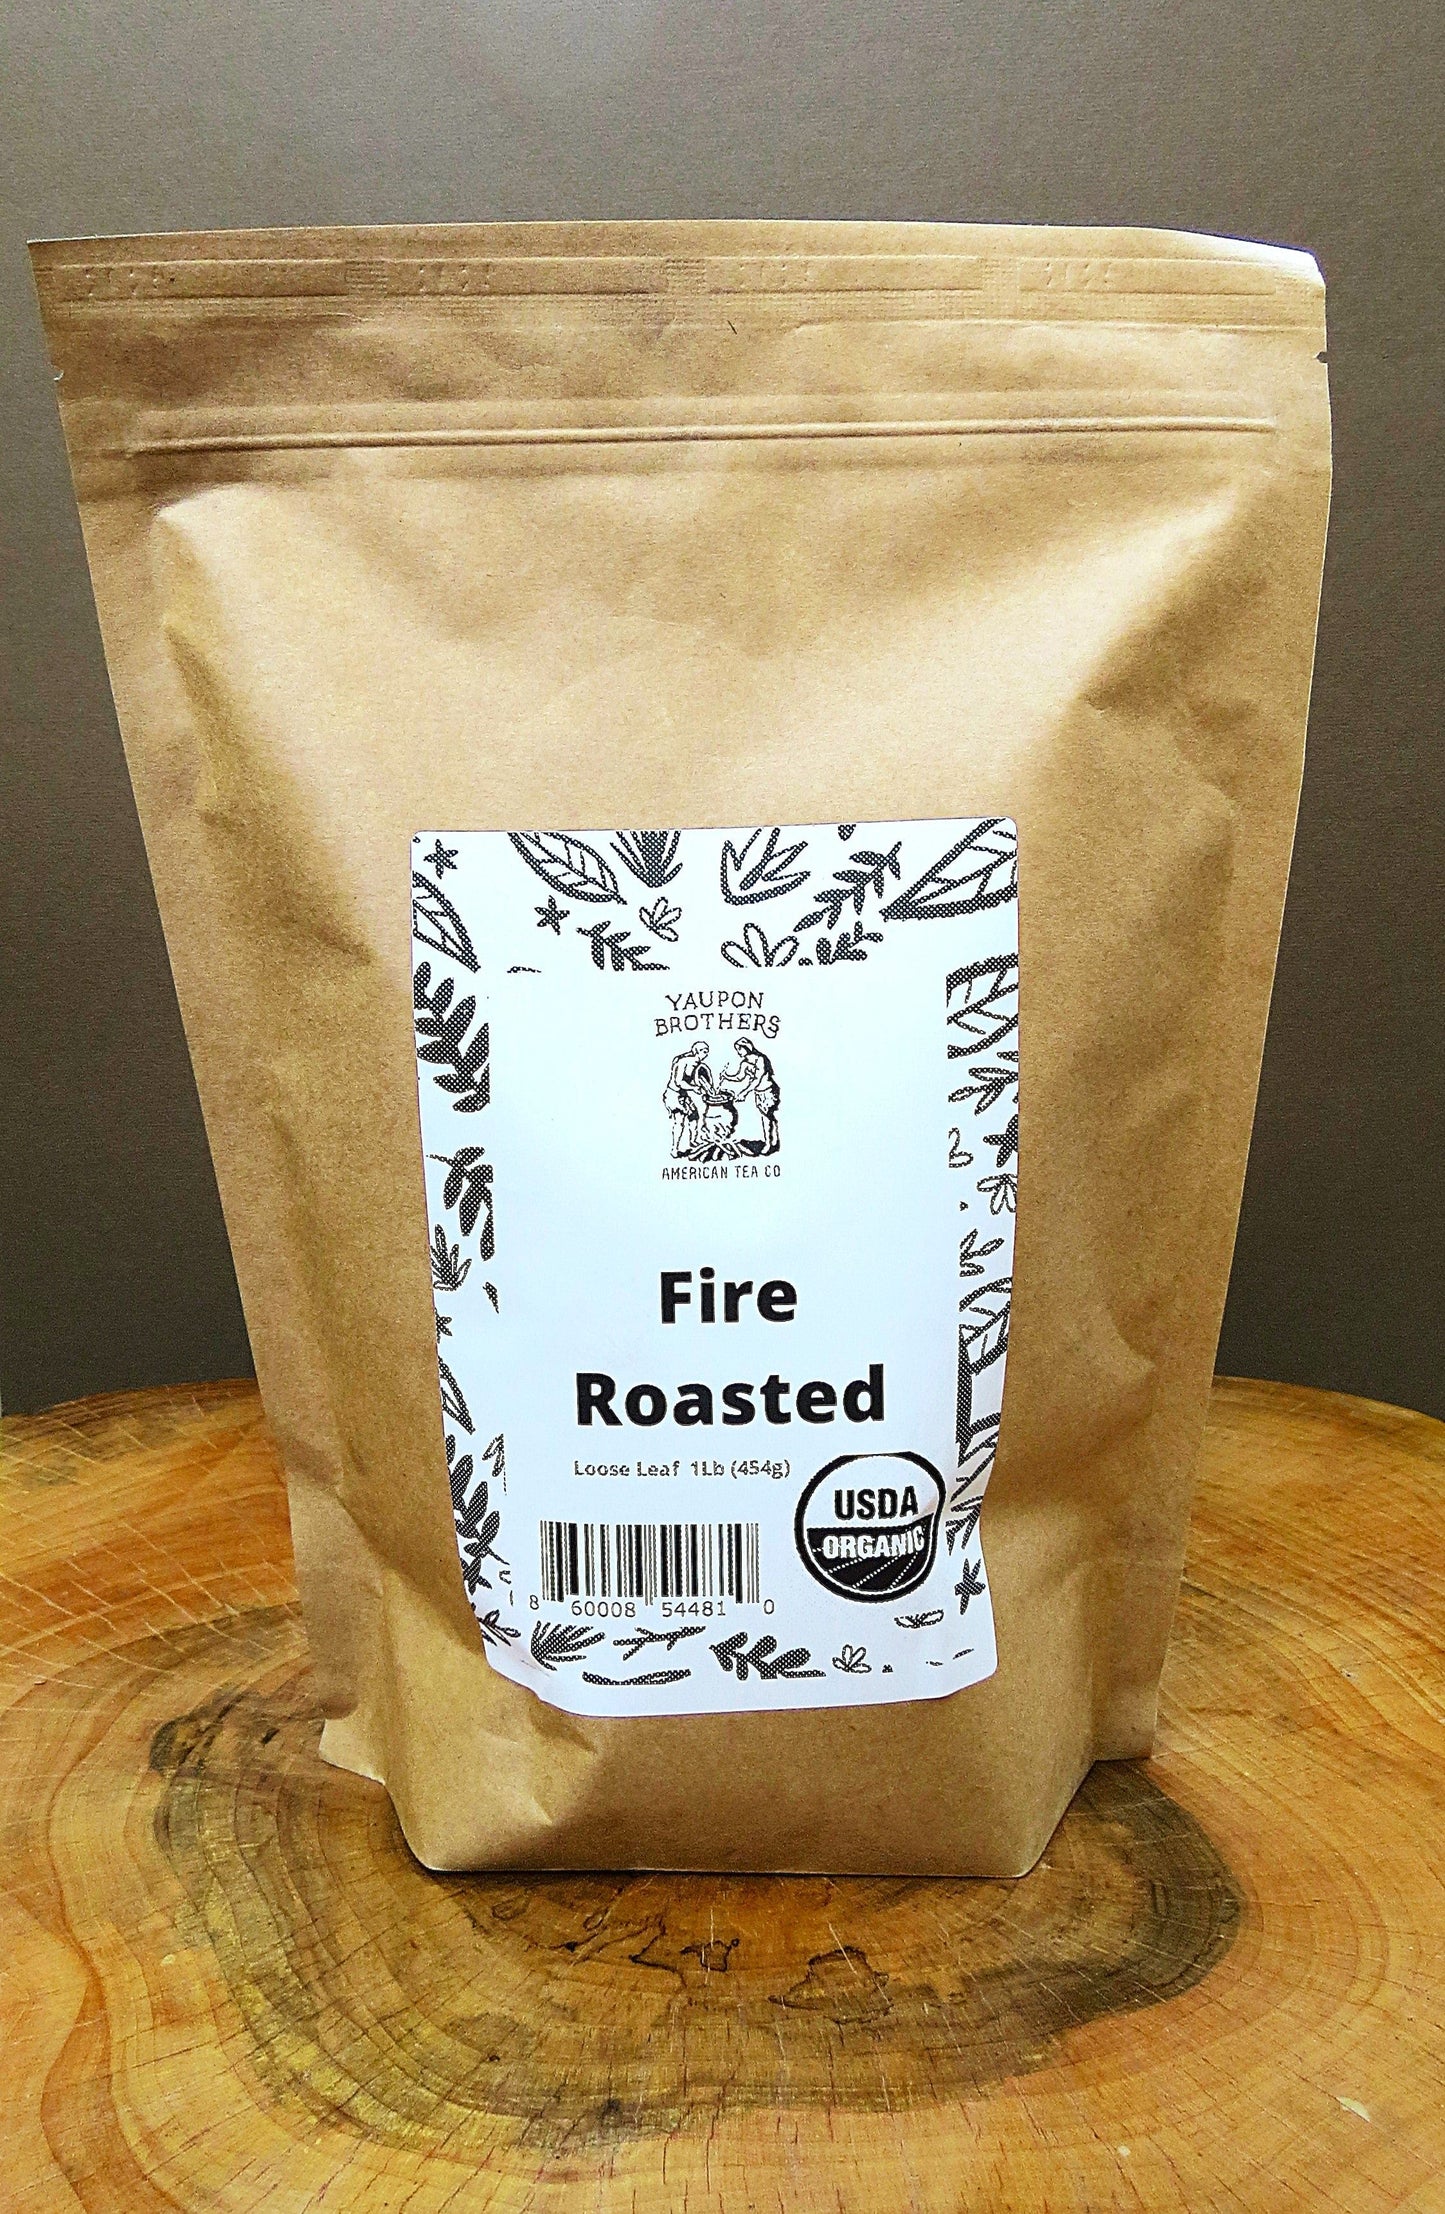 YAUPON
BROTHERS
AMERICAN TEA CO
Fire
Roasted
Loose Leaf 1Lb (454g)
USDA
ORGANIC
8 60008 54481 0